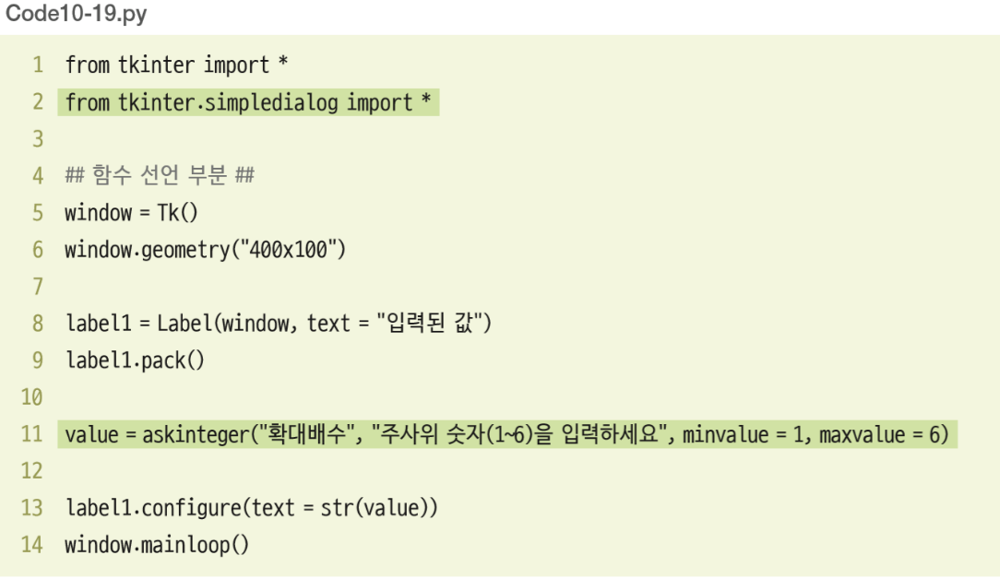 Code10-19.py
1 from tkinter import *
2 from tkinter.simpledialog import *
3
4 ## 함수 선언 부분 ##
5 window = Tk()
6 window.geometry("400x100")
7
8 label1 = Label(window, text = "입력된 값")
9 label1.pack()
10
11 value = askinteger("확대배수", "주사위 숫자(1~6)을 입력하세요", minvalue = 1, maxvalue = 6)
12
13 label1.configure(text = str(value))
14 window.mainloop()